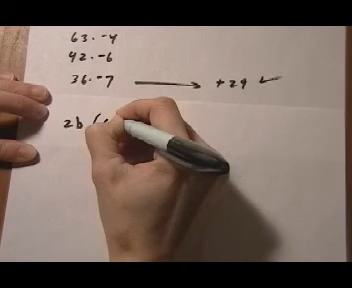 63·-4
42·-6
36·-7 → +29 ✓
2b (